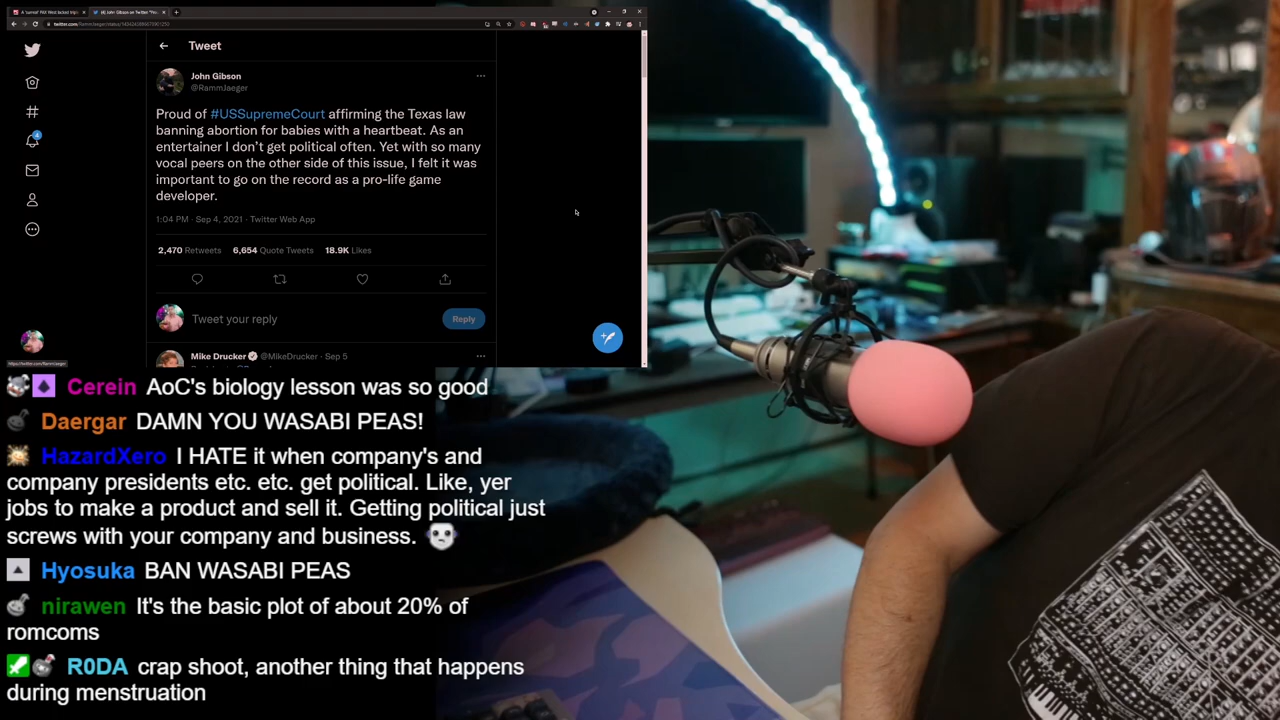 Tweet
John Gibson
@RammJaeger
Proud of #USSupremeCourt affirming the Texas law
banning abortion for babies with a heartbeat. As an
entertainer I don't get political often. Yet with so many
vocal peers on the other side of this issue, I felt it was
important to go on the record as a pro-life game
developer.
1:04 PM · Sep 4, 2021 · Twitter Web App
2,470 Retweets 6,654 Quote Tweets 18.9K Likes
Tweet your reply
Reply
Mike Drucker @MikeDrucker · Sep 5
Cerein AoC's biology lesson was so good
Daergar DAMN YOU WASABI PEAS!
HazardXero I HATE it when company's and
company presidents etc. etc. get political. Like, yer
jobs to make a product and sell it. Getting political just
screws with your company and business.
Hyosuka BAN WASABI PEAS
nirawen It's the basic plot of about 20% of
romcoms
R0DA crap shoot, another thing that happens
during menstruation